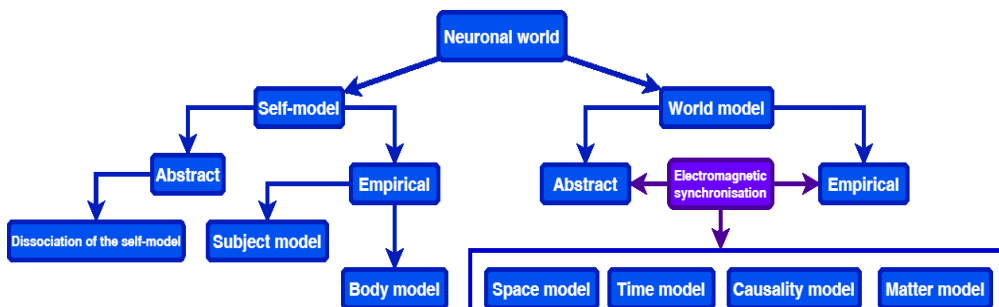 Neuronal world
Self-model
World model
Abstract
Empirical
Abstract
Electromagnetic
synchronisation
Empirical
Dissociation of the self-model
Subject model
Body model
Space model
Time model
Causality model
Matter model